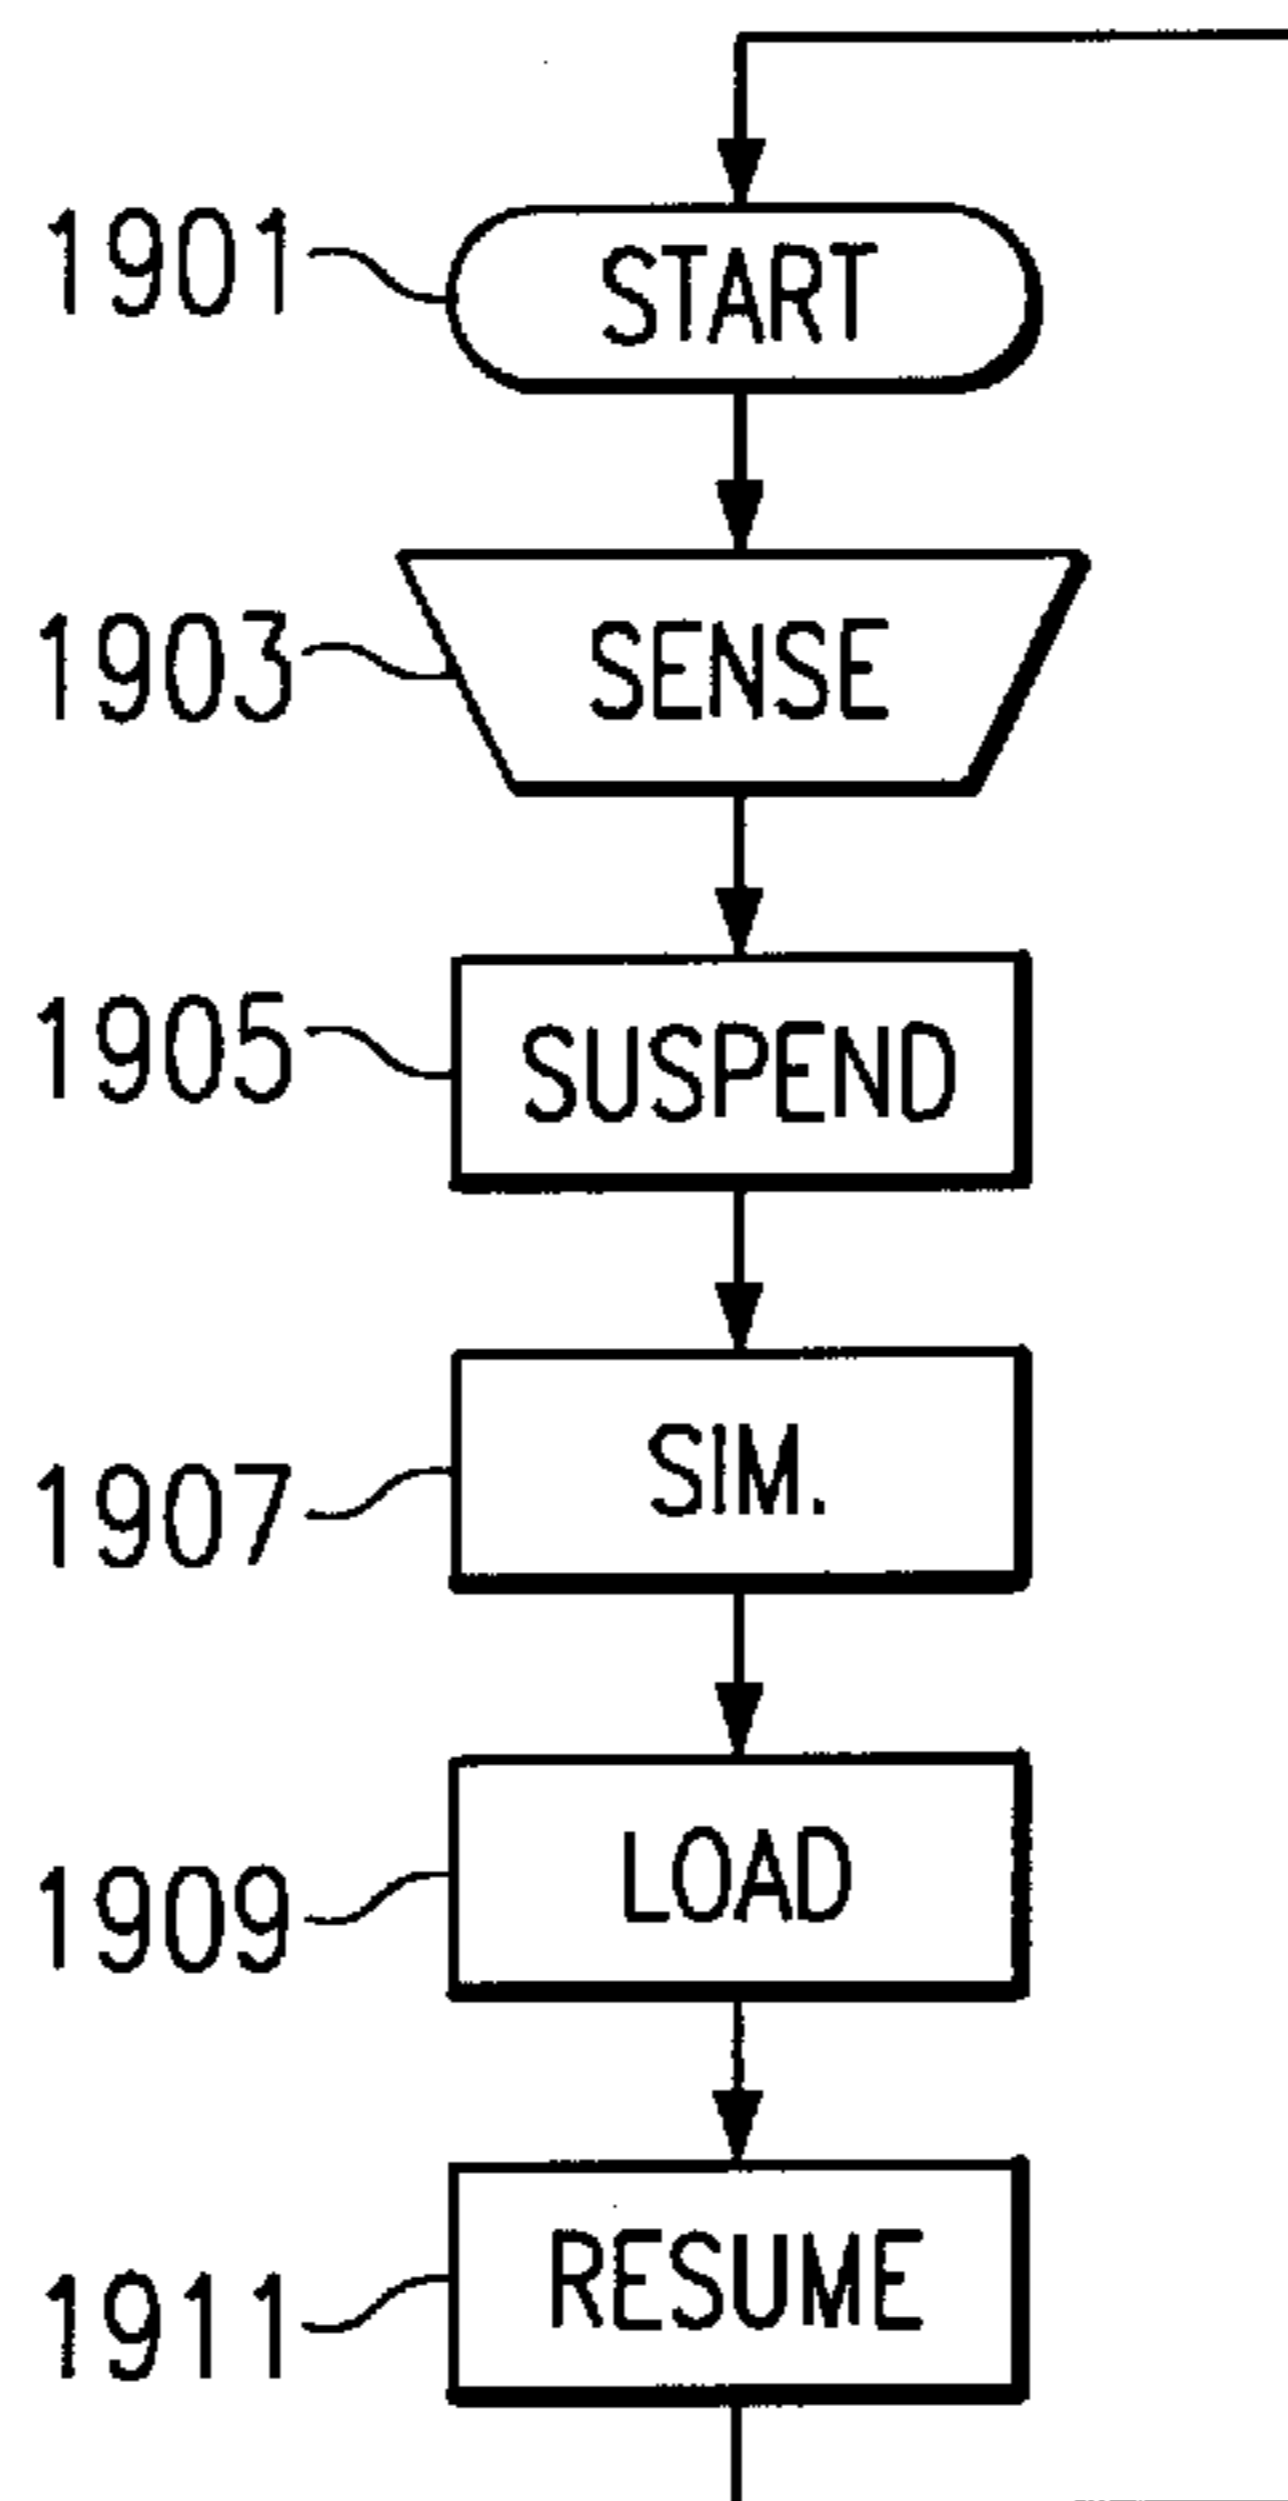 1901
START
1903
SENSE
1905
SUSPEND
1907
SIM.
1909
LOAD
1911
RESUME